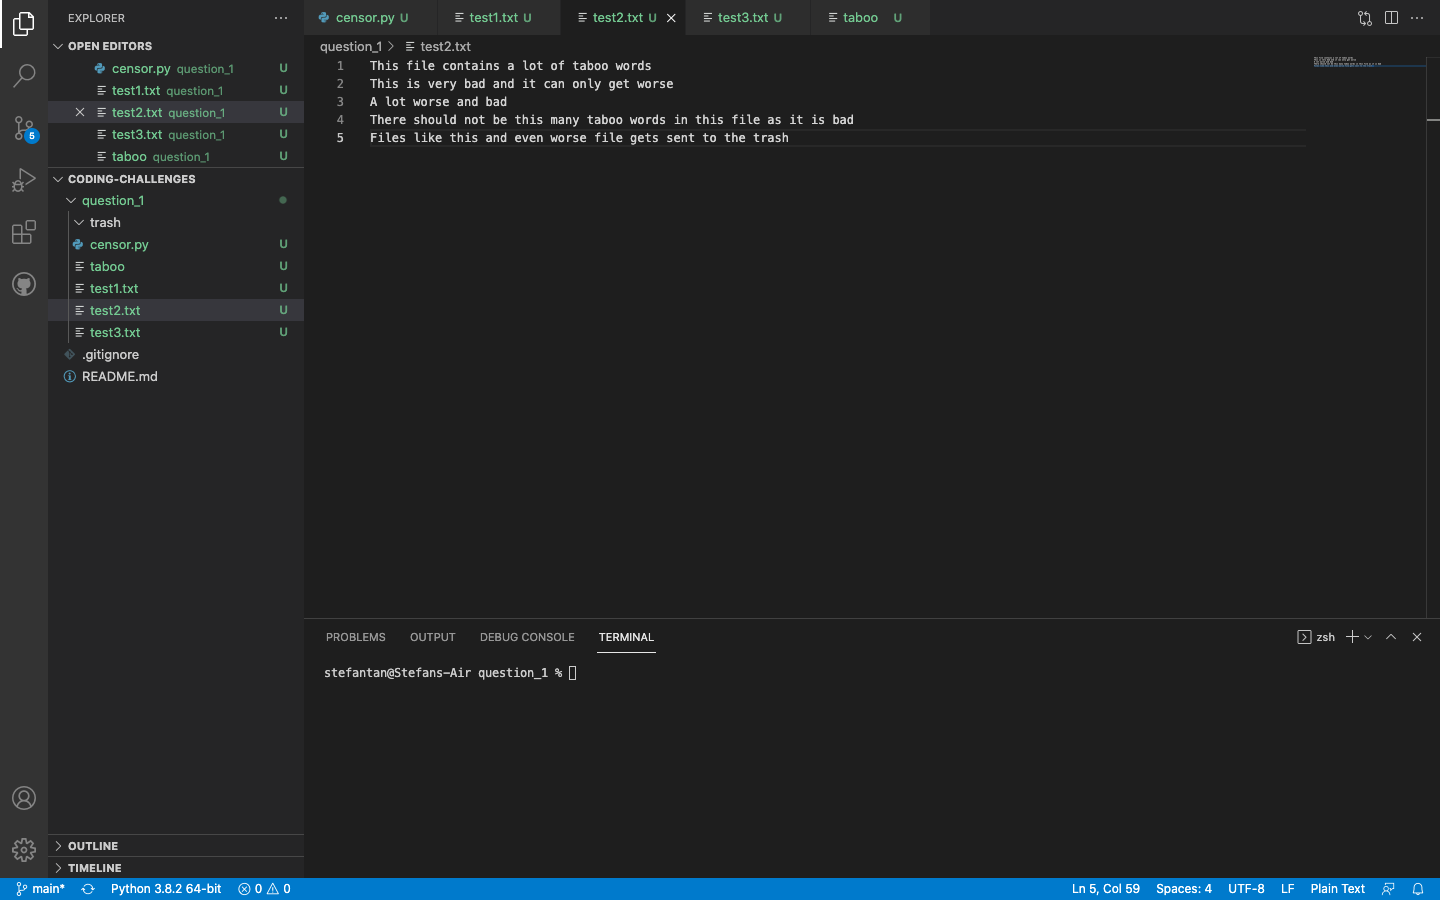 EXPLORER
OPEN EDITORS
censor.py question_1 U
test1.txt question_1 U
test2.txt question_1 U
test3.txt question_1 U
taboo question_1 U
CODING-CHALLENGES
question_1
trash
censor.py U
taboo U
test1.txt U
test2.txt U
test3.txt U
.gitignore
README.md
OUTLINE
TIMELINE
5
censor.py U test1.txt U test2.txt U test3.txt U taboo U
question_1 test2.txt
1 This file contains a lot of taboo words
2 This is very bad and it can only get worse
3 A lot worse and bad
4 There should not be this many taboo words in this file as it is bad
5 Files like this and even worse file gets sent to the trash
PROBLEMS OUTPUT DEBUG CONSOLE TERMINAL zsh
stefantan@Stefans-Air question_1 %
main* Python 3.8.2 64-bit 0 0 Ln 5, Col 59 Spaces: 4 UTF-8 LF Plain Text